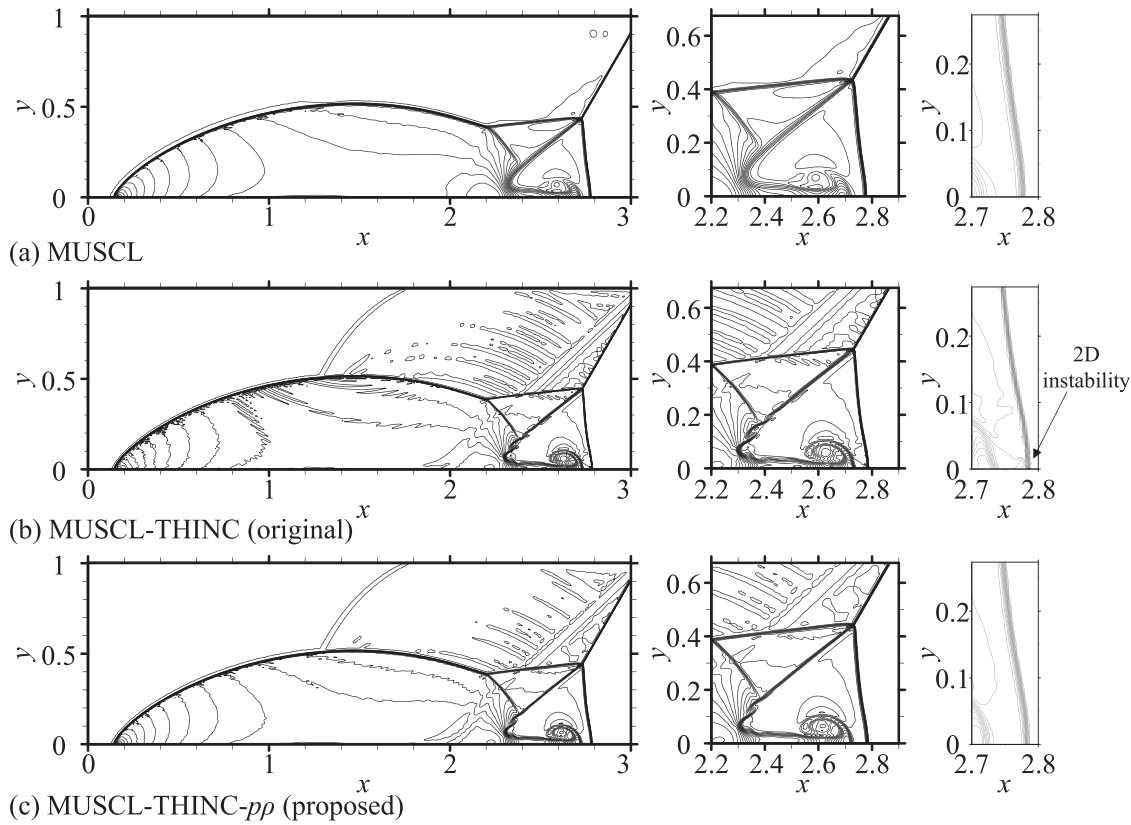 1
y
0.5
0
0
1
2
3
x
0.6
y
0.4
0.2
0
2.2 2.4 2.6 2.8
x
0.2
y
0.1
0
2.7 2.8
x
(a) MUSCL
1
y
0.5
0
0
1
2
3
x
0.6
y
0.4
0.2
0
2.2 2.4 2.6 2.8
x
0.2
y
0.1
0
2.7 2.8
x
2D
instability
(b) MUSCL-THINC (original)
1
y
0.5
0
0
1
2
3
x
0.6
y
0.4
0.2
0
2.2 2.4 2.6 2.8
x
0.2
y
0.1
0
2.7 2.8
x
(c) MUSCL-THINC-pρ (proposed)